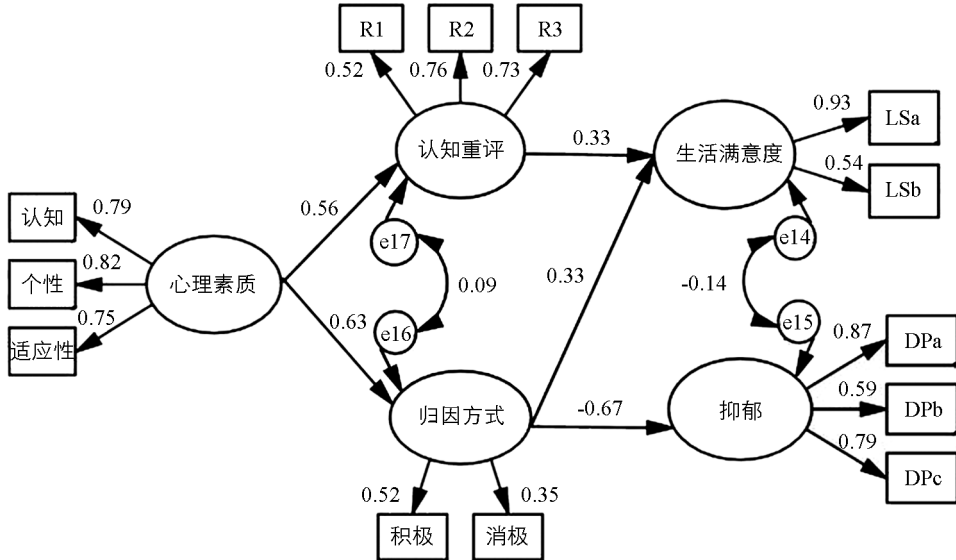 R1
R2
R3
0.52
0.76
0.73
认知重评
0.33
生活满意度
0.93
LSa
0.54
LSb
认知
0.79
0.56
e17
e14
个性
0.82
心理素质
0.09
0.33
-0.14
适应性
0.75
0.63
e16
e15
0.87
DPa
归因方式
-0.67
抑郁
0.59
DPb
0.79
DPc
0.52
0.35
积极
消极